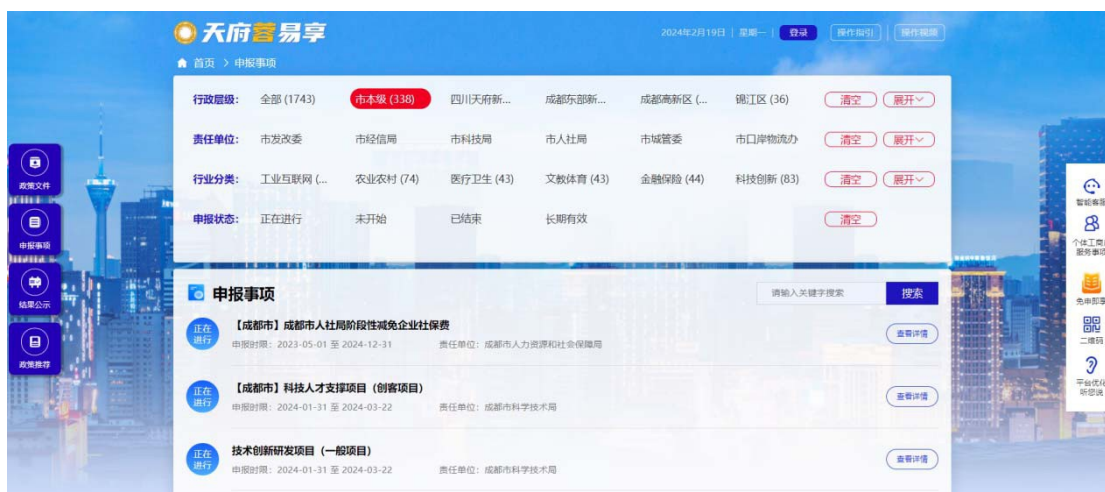 天府蓉易享
2024年2月19日 | 星期一 | 登录 操作指引 操作视频
首页 > 申报事项
行政层级: 全部 (1743) 市本级 (338) 四川天府新... 成都东部新... 成都高新区 (... 锦江区 (36) 清空 展开
责任单位: 市发改委 市经信局 市科技局 市人社局 市城管委 市口岸物流办 清空 展开
行业分类: 工业互联网 (... 农业农村 (74) 医疗卫生 (43) 文教体育 (43) 金融保险 (44) 科技创新 (83) 清空 展开
申报状态: 正在进行 未开始 已结束 长期有效 清空
政策文件
申报事项
结果公示
政策推荐
申报事项
请输入关键字搜索 搜索
正在进行
【成都市】成都市人社局阶段性减免企业社保费
申报时限: 2023-05-01 至 2024-12-31 责任单位: 成都市人力资源和社会保障局
查看详情
正在进行
【成都市】科技人才支撑项目(创客项目)
申报时限: 2024-01-31 至 2024-03-22 责任单位: 成都市科学技术局
查看详情
正在进行
技术创新研发项目(一般项目)
申报时限: 2024-01-31 至 2024-03-22 责任单位: 成都市科学技术局
查看详情
智能客服
个体工商
服务事项
免申即享
二维码
平台优化
听您说